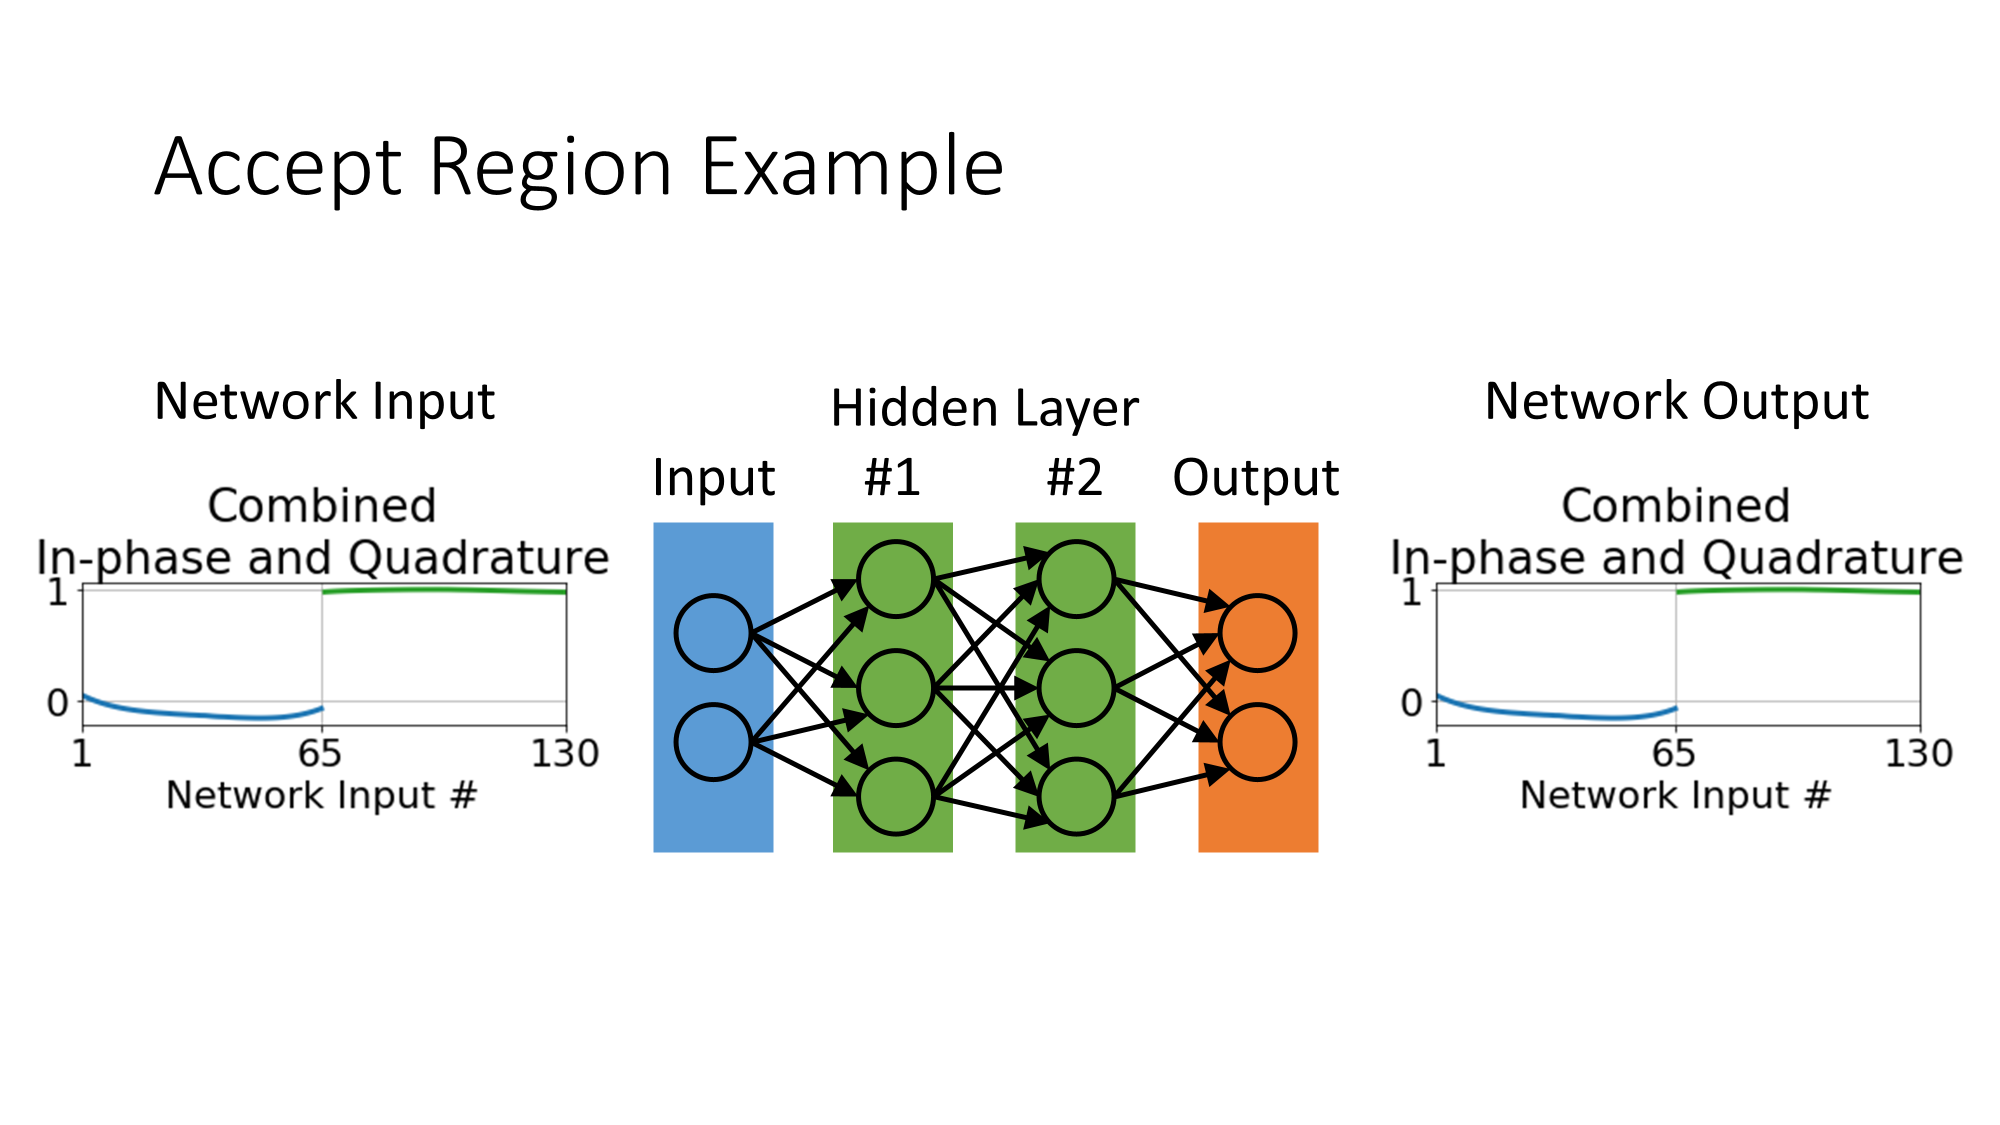 Accept Region Example
Network Input
Combined
In-phase and Quadrature
1
0
1 65 130
Network Input #
Hidden Layer
Input #1 #2 Output
Network Output
Combined
In-phase and Quadrature
1
0
1 65 130
Network Input #